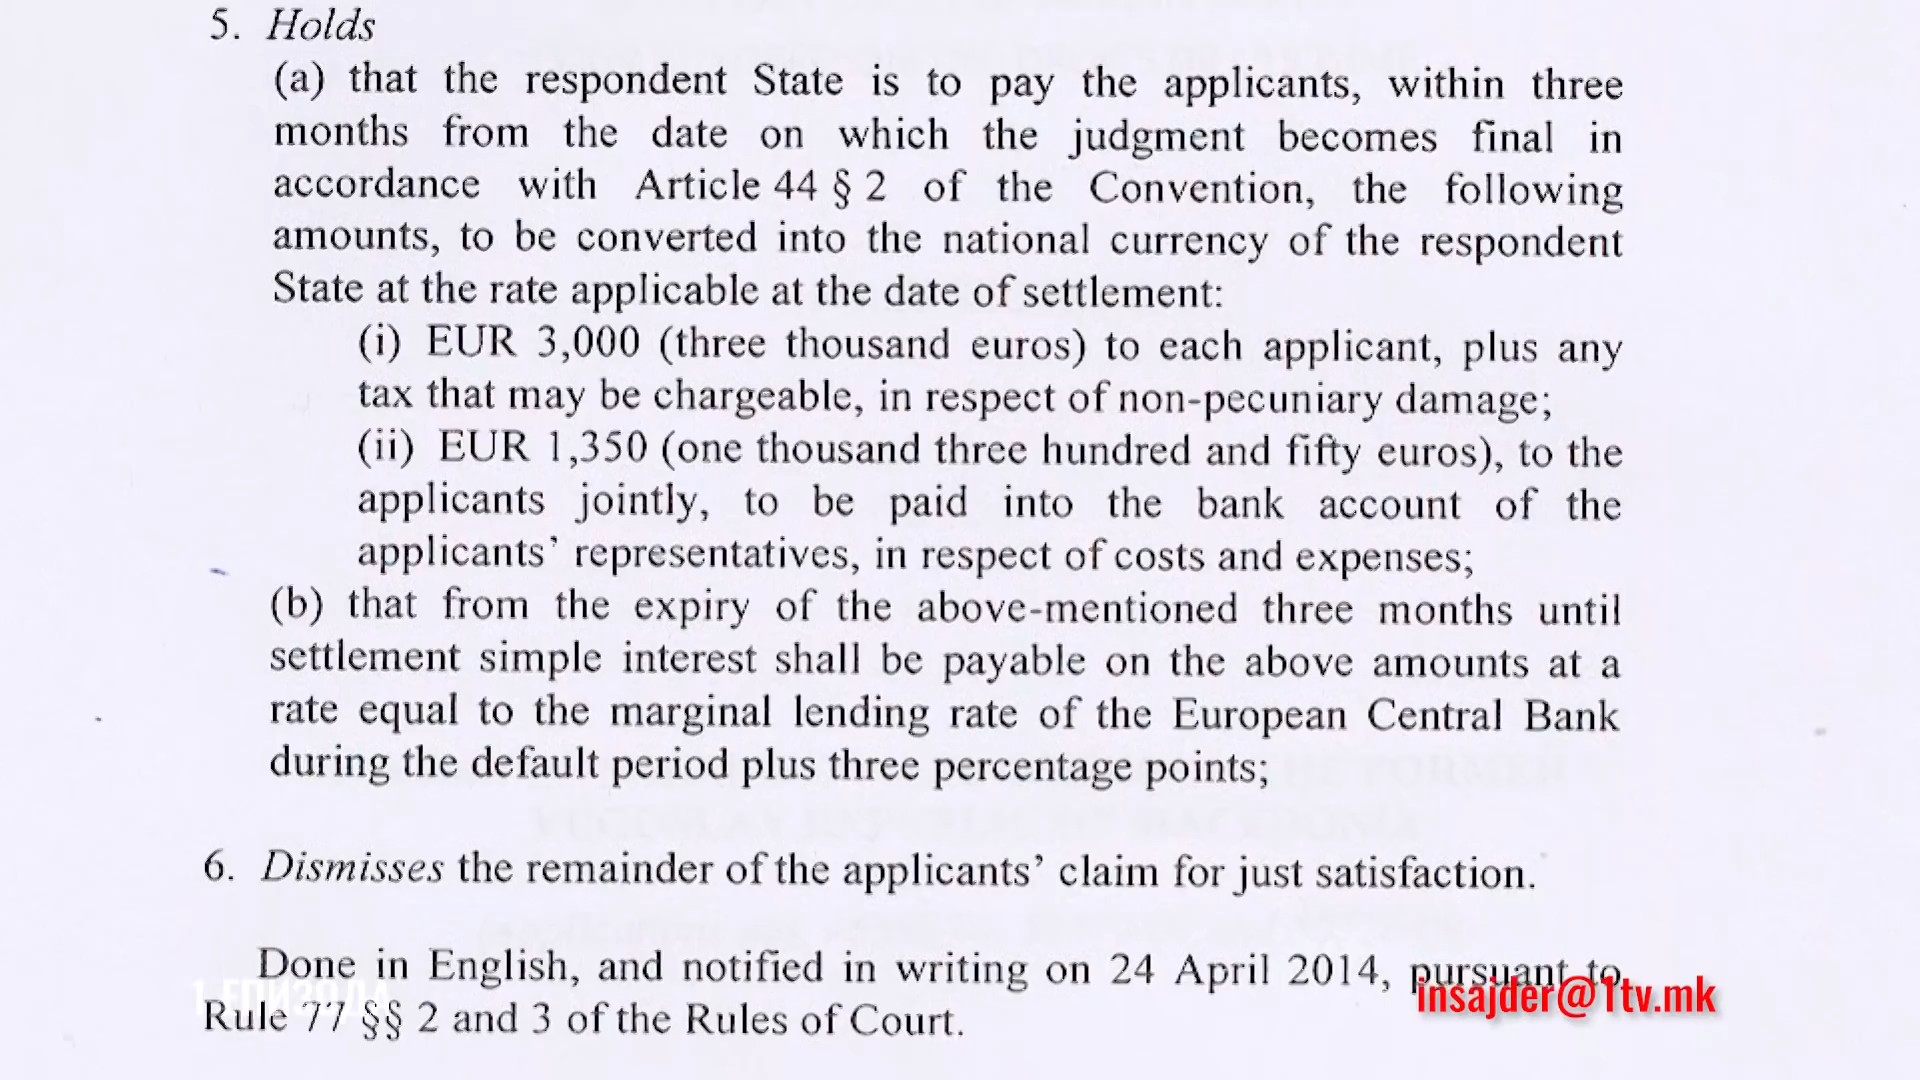 5. Holds
(a) that the respondent State is to pay the applicants, within three
months from the date on which the judgment becomes final in
accordance with Article 44 § 2 of the Convention, the following
amounts, to be converted into the national currency of the respondent
State at the rate applicable at the date of settlement:
(i) EUR 3,000 (three thousand euros) to each applicant, plus any
tax that may be chargeable, in respect of non-pecuniary damage;
(ii) EUR 1,350 (one thousand three hundred and fifty euros), to the
applicants jointly, to be paid into the bank account of the
applicants’ representatives, in respect of costs and expenses;
(b) that from the expiry of the above-mentioned three months until
settlement simple interest shall be payable on the above amounts at a
rate equal to the marginal lending rate of the European Central Bank
during the default period plus three percentage points;
6. Dismisses the remainder of the applicants’ claim for just satisfaction.
Done in English, and notified in writing on 24 April 2014, pursuant to
Rule 77 §§ 2 and 3 of the Rules of Court.
1 ЕПИЗОДА
insajder@1tv.mk